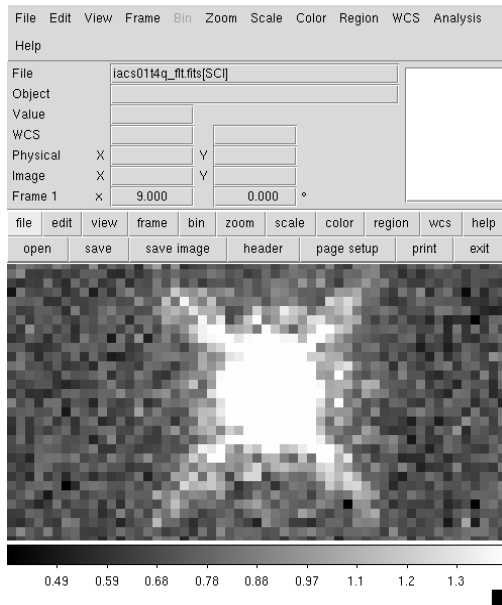 File Edit View Frame Bin Zoom Scale Color Region WCS Analysis
Help
File iacs01t4q_flt.fits[SCI]
Object
Value
WCS
Physical X Y
Image X Y
Frame 1 x 9.000 0.000 °
file edit view frame bin zoom scale color region wcs help
open save save image header page setup print exit
0.49 0.59 0.68 0.78 0.88 0.97 1.1 1.2 1.3